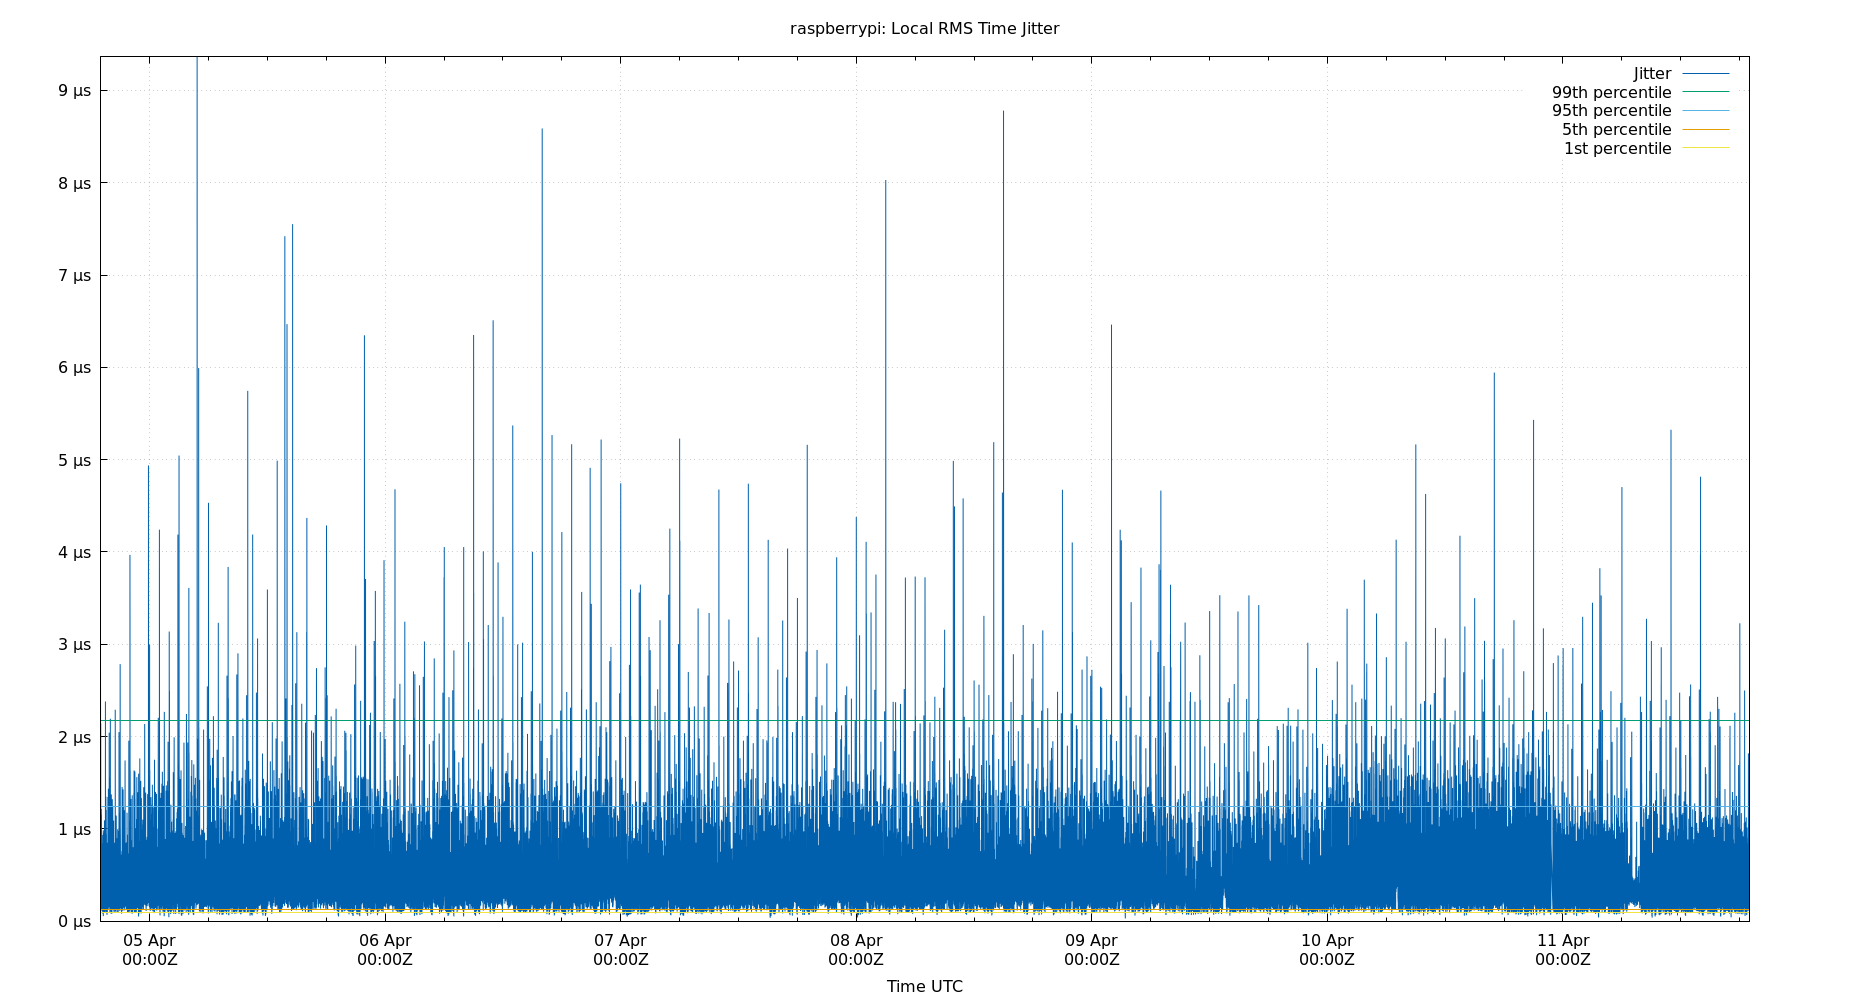 raspberrypi: Local RMS Time Jitter
Jitter
99th percentile
95th percentile
5th percentile
1st percentile
9 µs
8 µs
7 µs
6 µs
5 µs
4 µs
3 µs
2 µs
1 µs
0 µs
05 Apr 06 Apr 07 Apr 08 Apr 09 Apr 10 Apr 11 Apr
00:00Z 00:00Z 00:00Z 00:00Z 00:00Z 00:00Z 00:00Z
Time UTC